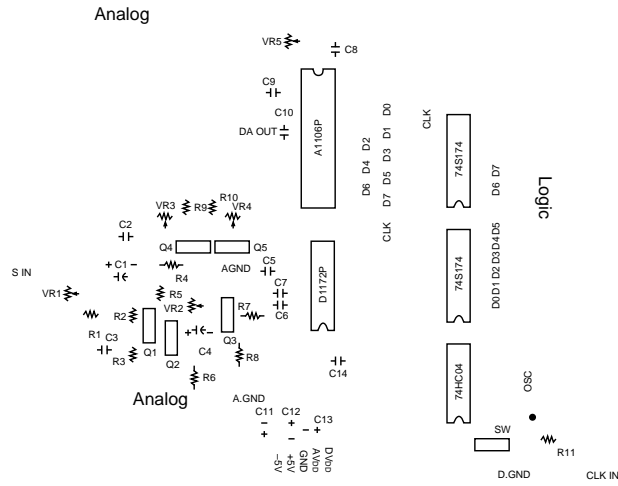 Analog
VR5
C8
C9
C10
DA OUT
A1106P
D0
D1
D2
D3
D4
D5
D6
D7
CLK
CLK
74S174
D7
D6
Logic
R10
VR3
R9
VR4
C2
Q4
Q5
C1
R4
AGND
C5
D1172P
74S174
D5
D4
D3
D2
D1
D0
S IN
VR1
R5
VR2
C7
C6
R1
R2
R7
C3
R3
Q1
Q2
C4
Q3
R8
R6
C14
74HC04
OSC
Analog
A.GND
C11
C12
C13
−5V
+5V
GND
AVDD
DVDD
SW
R11
D.GND
CLK IN